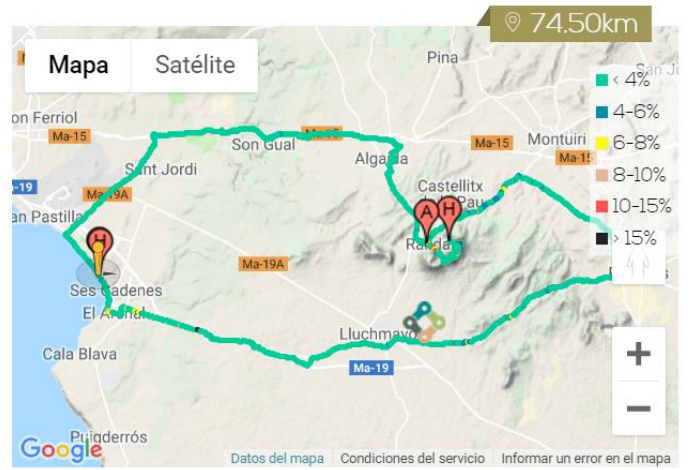 74.50km
Mapa
Satélite
Pina
< 4%
4-6%
6-8%
8-10%
10-15%
> 15%
on Ferriol
Ma-15
Son Gual
Ma-15
Algaida
Ma-15
Montuiri
Ma-15
Sant Jordi
-19
Ma-19A
an Pastilla
Castellitx
Pau
A
H
H
Ma-19A
Ses Cadenes
El Arenal
Lluchmayo
Cala Blava
Ma-19
+
−
Puigderrós
Google
Datos del mapa
Condiciones del servicio
Informar un error en el mapa